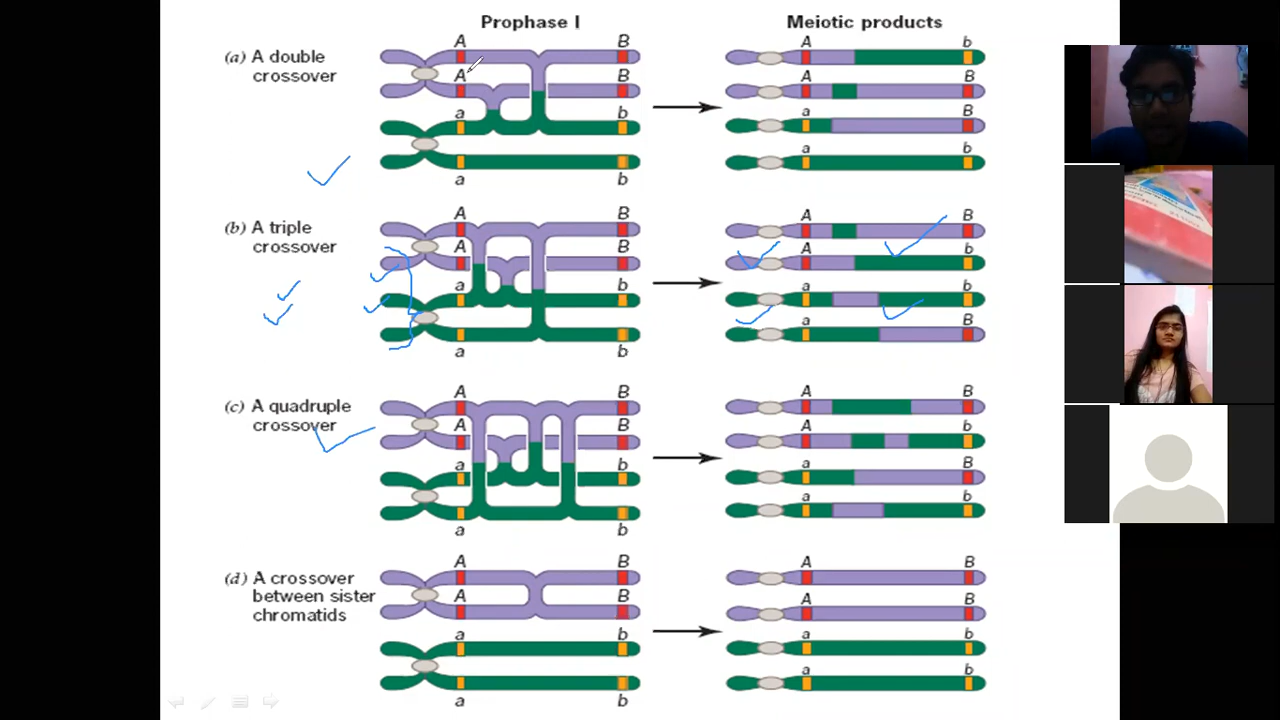 Prophase I
Meiotic products
(a) A double
crossover
A B
A B
a b
a b
A b
A
B
a B
a b
(b) A triple
crossover
A B
A B
a b
a b
A B
A b
a b
a B
(c) A quadruple
crossover
A B
A B
a b
a b
A B
A b
a B
a b
(d) A crossover
between sister
chromatids
A B
A B
a b
a b
A B
A B
a b
a b